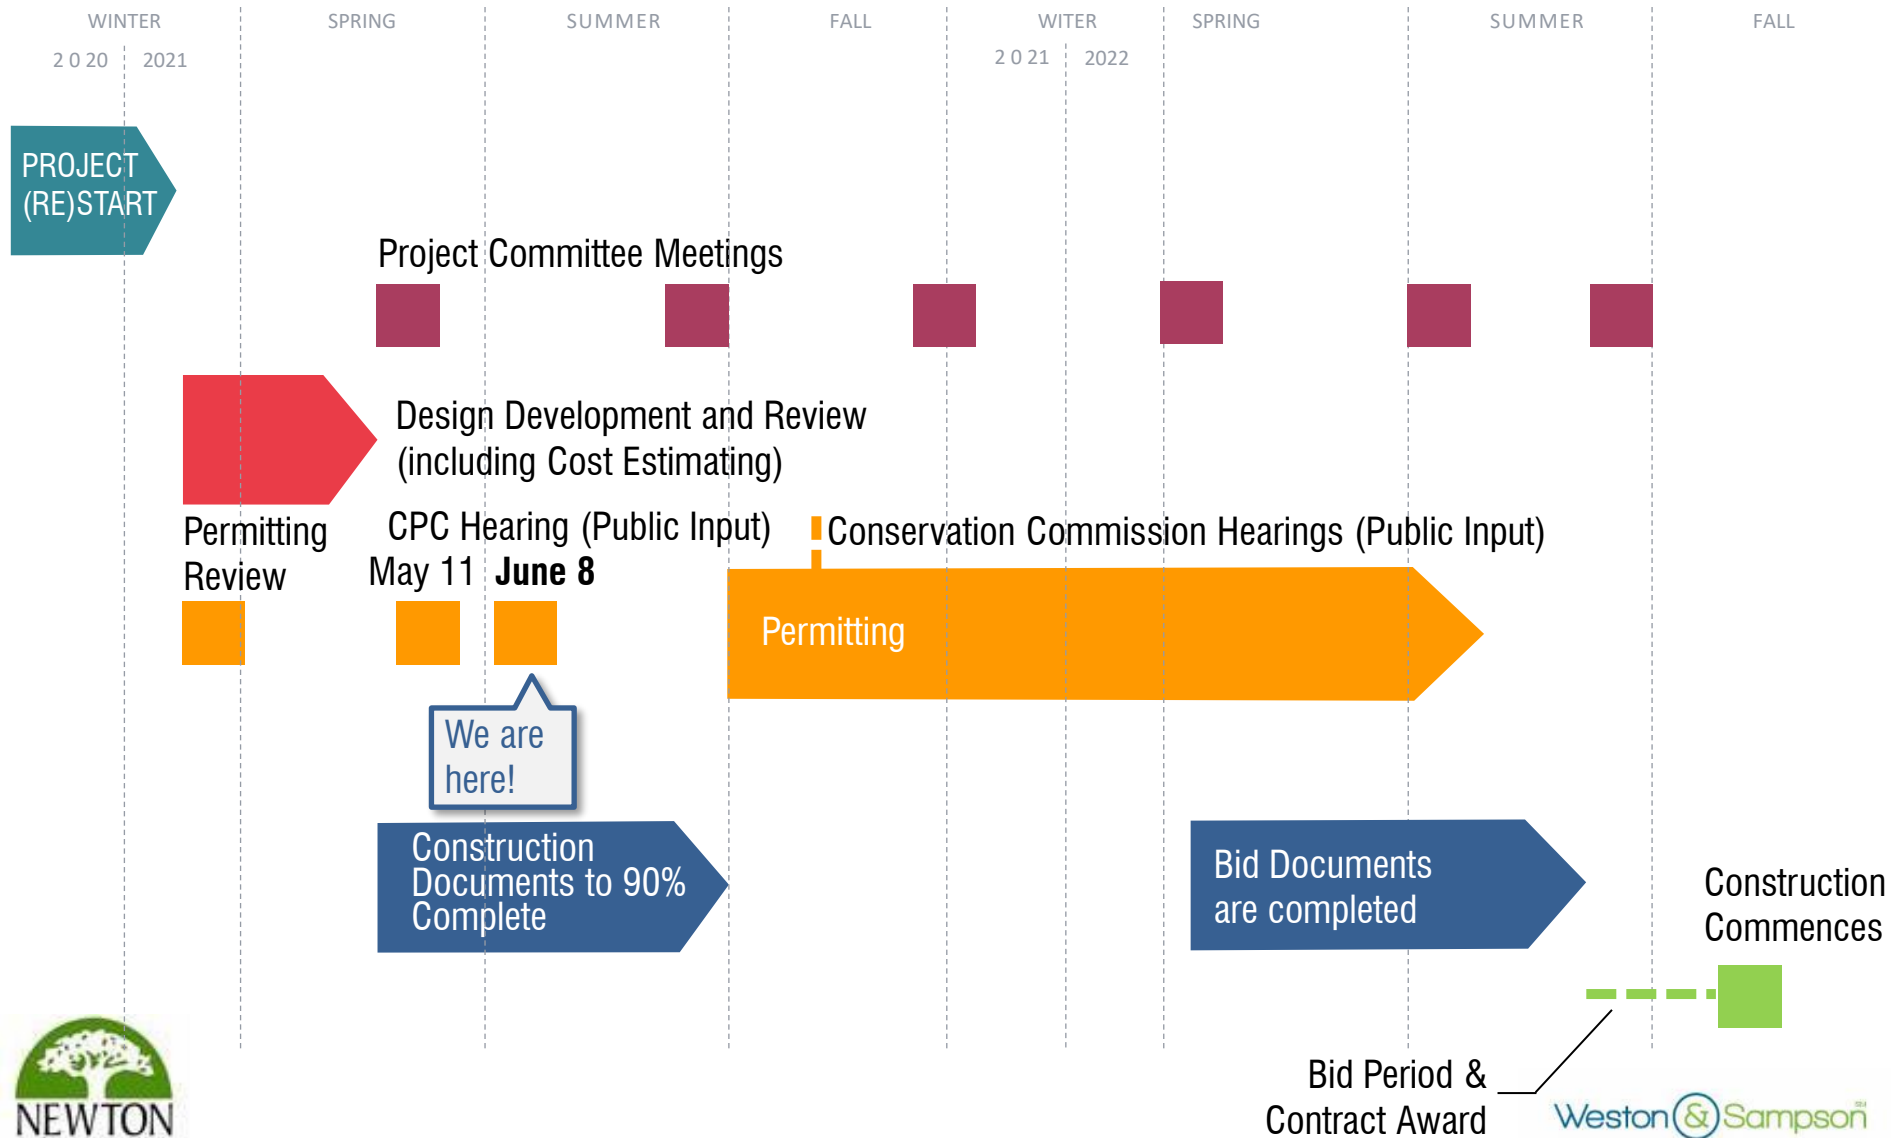 WINTER
SPRING
SUMMER
FALL
WITER
SPRING
SUMMER
FALL
2020
2021
2021
2022
PROJECT
(RE)START
Project Committee Meetings
Design Development and Review
(including Cost Estimating)
Permitting
Review
CPC Hearing (Public Input)
May 11 June 8
Conservation Commission Hearings (Public Input)
Permitting
We are
here!
Construction
Documents to 90%
Complete
Bid Documents
are completed
Construction
Commences
Bid Period &
Contract Award
NEWTON
Weston & Sampson SM